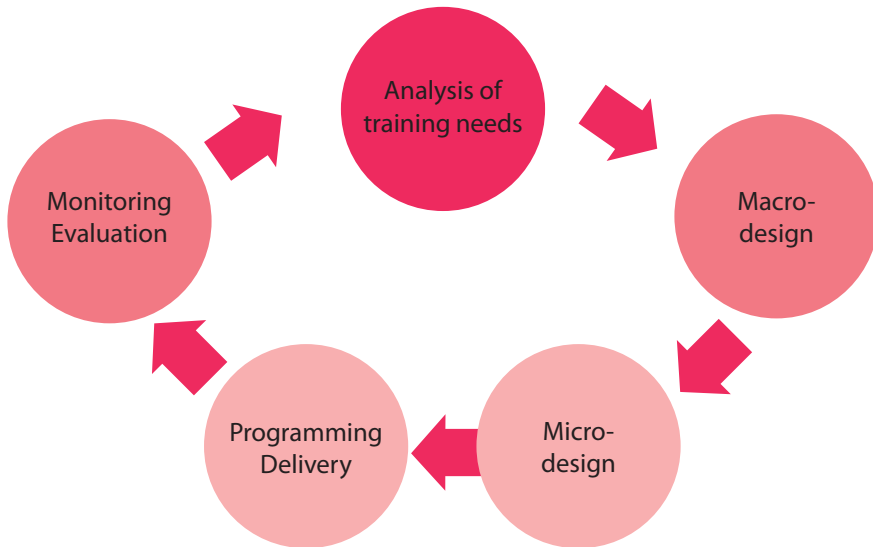 Analysis of
training needs
Macro-
design
Micro-
design
Programming
Delivery
Monitoring
Evaluation